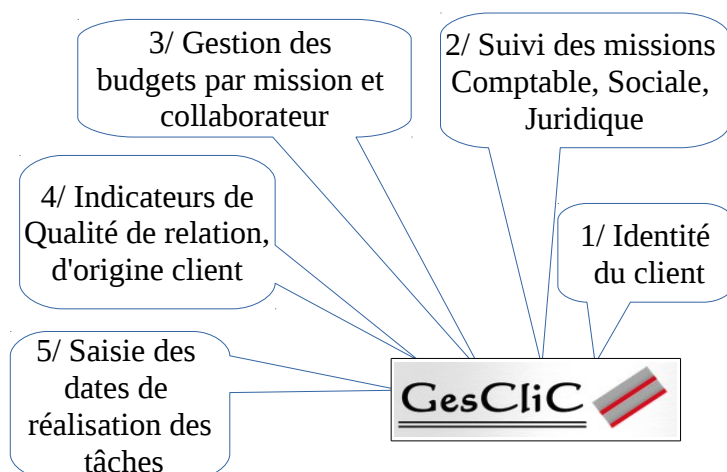 3/ Gestion des
budgets par mission et
collaborateur
2/ Suivi des missions
Comptable, Sociale,
Juridique
4/ Indicateurs de
Qualité de relation,
d'origine client
1/ Identité
du client
5/ Saisie des
dates de
réalisation des
tâches
GesCliC